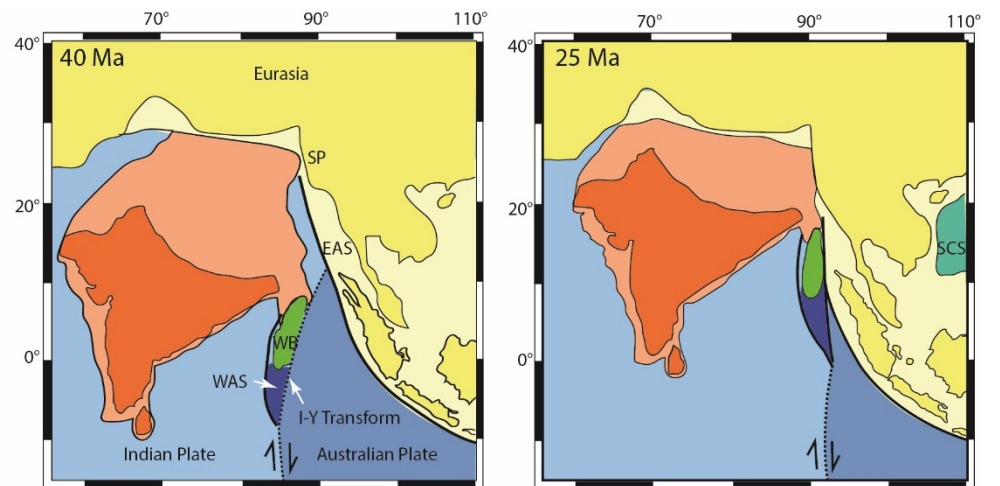 70° 90° 110°
70° 90° 110°
40°
40 Ma
Eurasia
SP
20°
EAS
0°
WB
WAS
I-Y Transform
Indian Plate
Australian Plate
40°
25 Ma
20°
SCS
0°